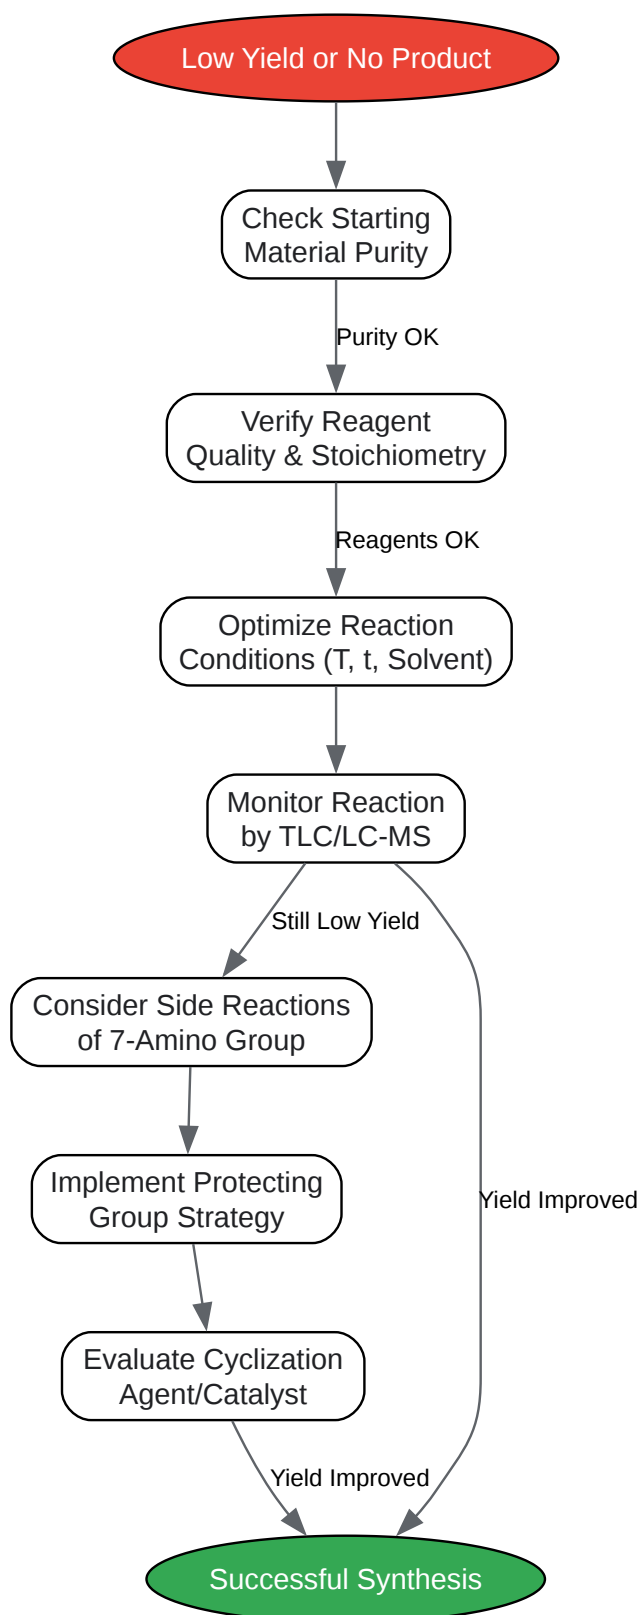 Low Yield or No Product
Check Starting
Material Purity
Purity OK
Verify Reagent
Quality & Stoichiometry
Reagents OK
Optimize Reaction
Conditions (T, t, Solvent)
Monitor Reaction
by TLC/LC-MS
Still Low Yield
Consider Side Reactions
of 7-Amino Group
Implement Protecting
Group Strategy
Yield Improved
Evaluate Cyclization
Agent/Catalyst
Yield Improved
Successful Synthesis